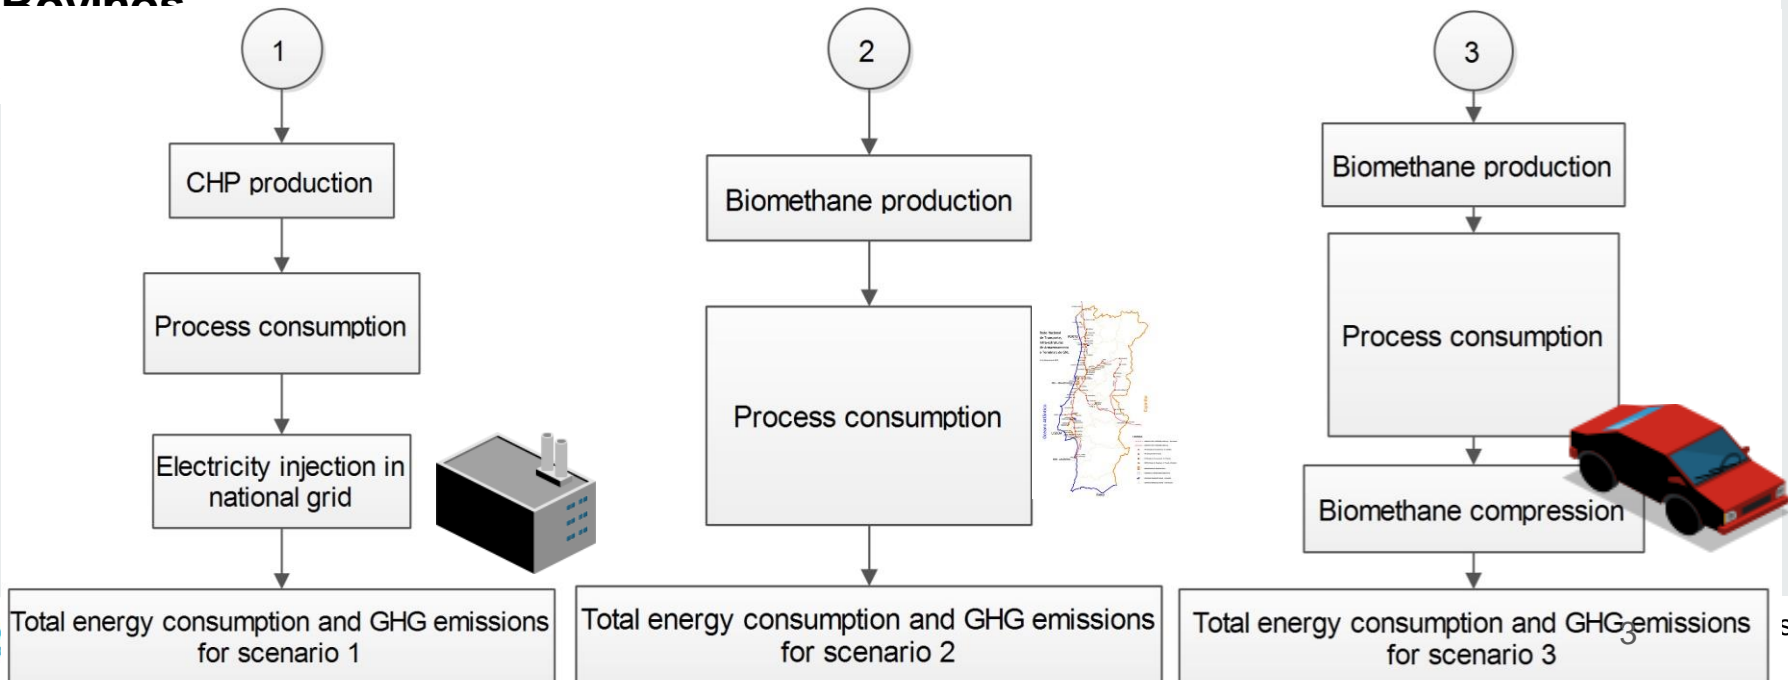 Bovinos
1
CHP production
Process consumption
Electricity injection in
national grid
Total energy consumption and GHG emissions
for scenario 1
2
Biomethane production
Process consumption
Total energy consumption and GHG emissions
for scenario 2
3
Biomethane production
Process consumption
Biomethane compression
Total energy consumption and GHG emissions
for scenario 3
3